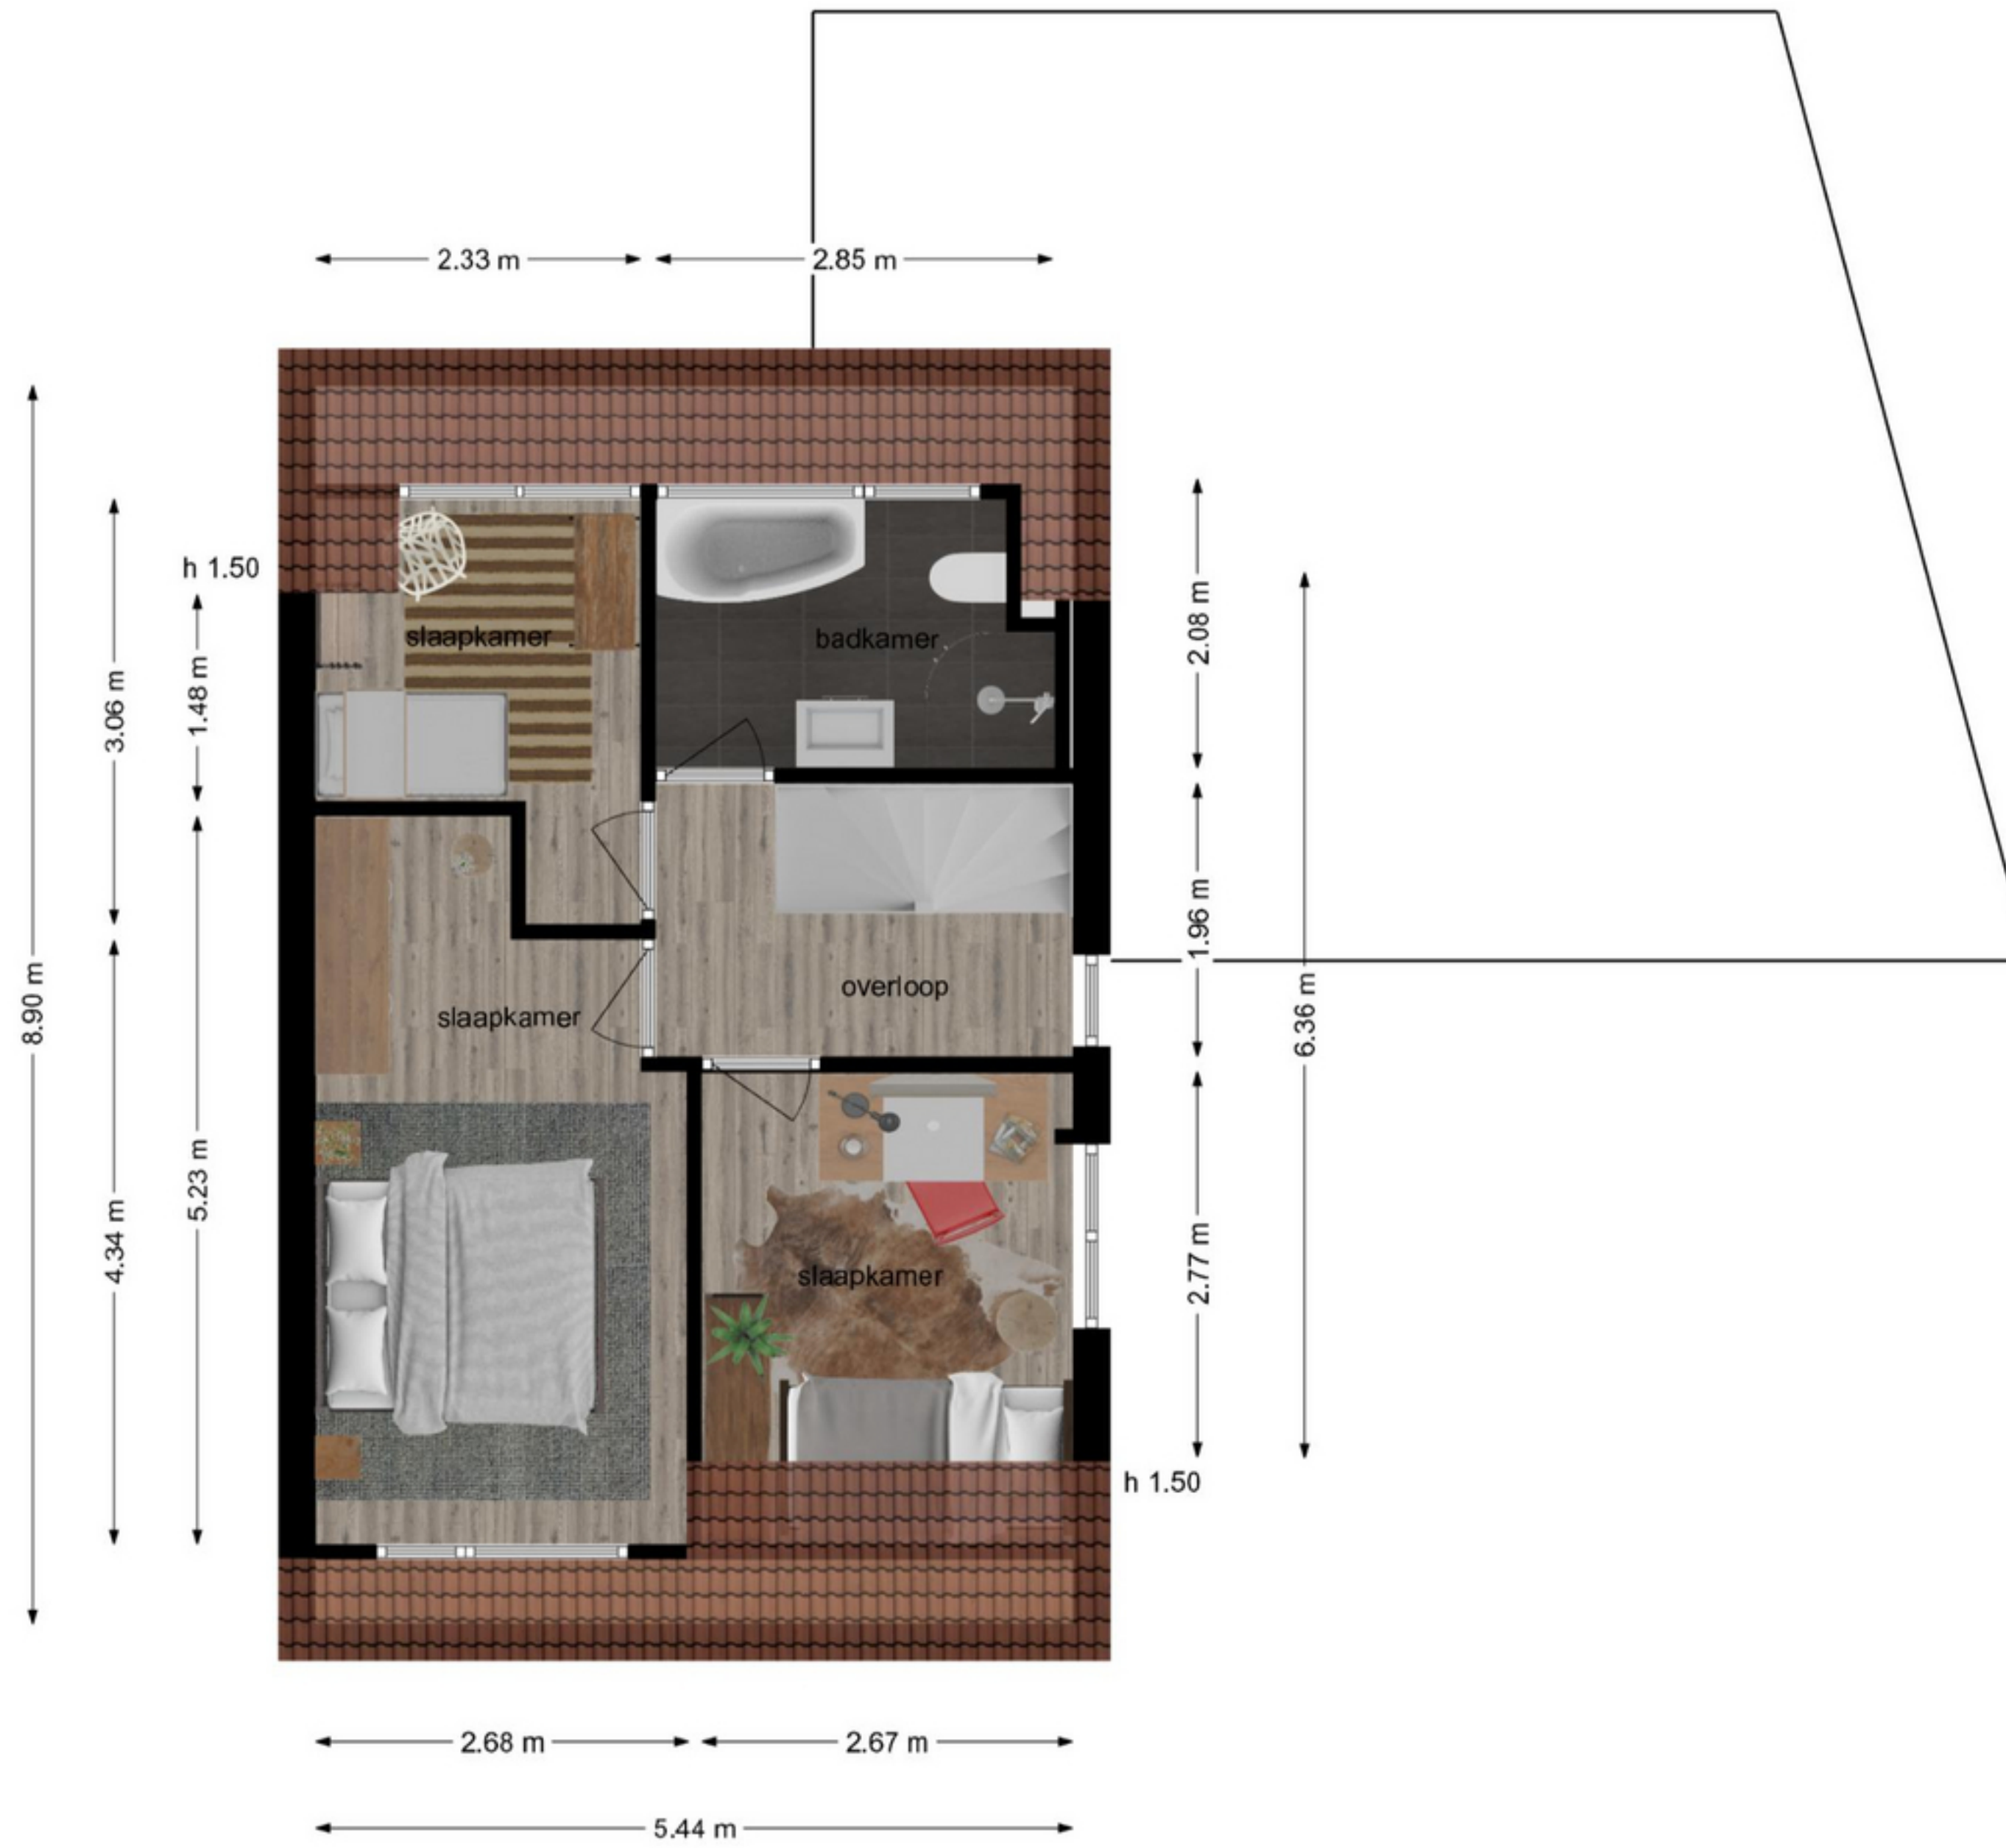 2.33 m
2.85 m
h 1.50
slaapkamer
badkamer
2.08 m
3.06 m
1.48 m
1.96 m
overloop
slaapkamer
8.90 m
6.36 m
5.23 m
4.34 m
2.77 m
slaapkamer
h 1.50
2.68 m
2.67 m
5.44 m